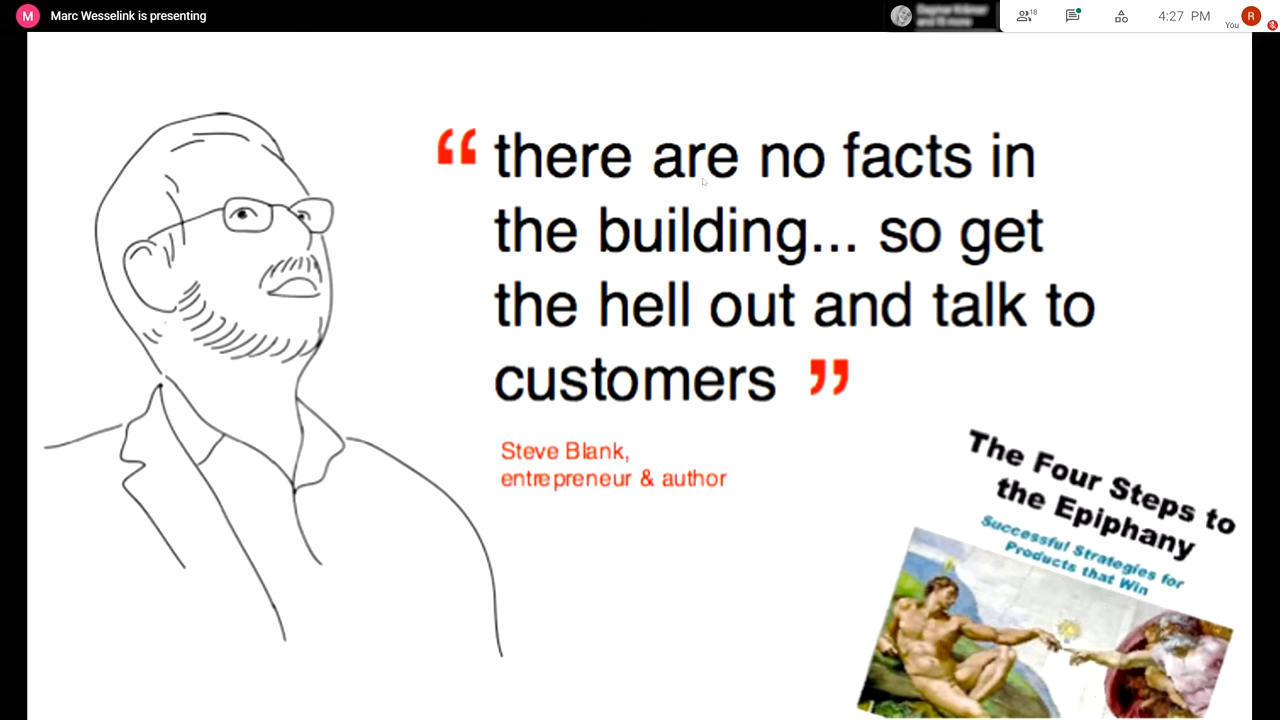 M Marc Wesselink is presenting
18
4:27 PM
You
R
“ there are no facts in
the building... so get
the hell out and talk to
customers ”
Steve Blank,
entrepreneur & author
The Four Steps to
the Epiphany
Successful Strategies for
Products that Win